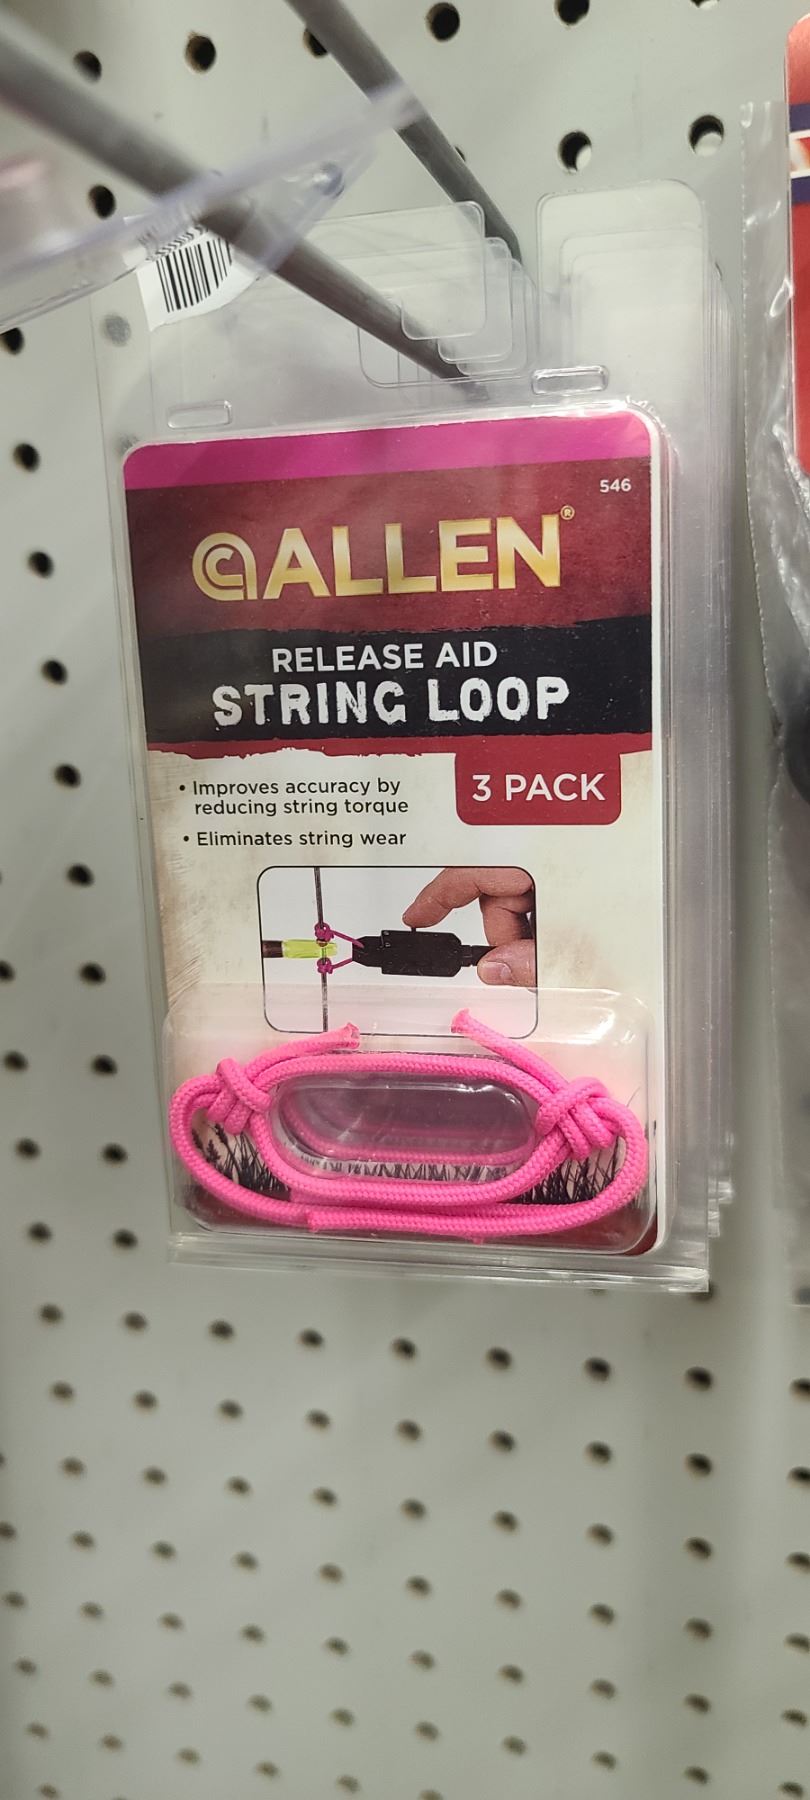 546
ALLEN®
RELEASE AID
STRING LOOP
• Improves accuracy by
reducing string torque
3 PACK
• Eliminates string wear